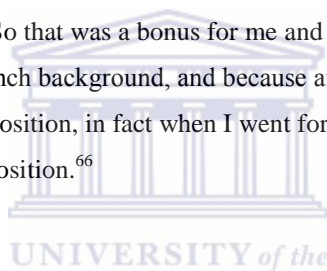 So that was a bonus for me and
nch background, and because a
osition, in fact when I went for
osition.66
UNIVERSITY of the